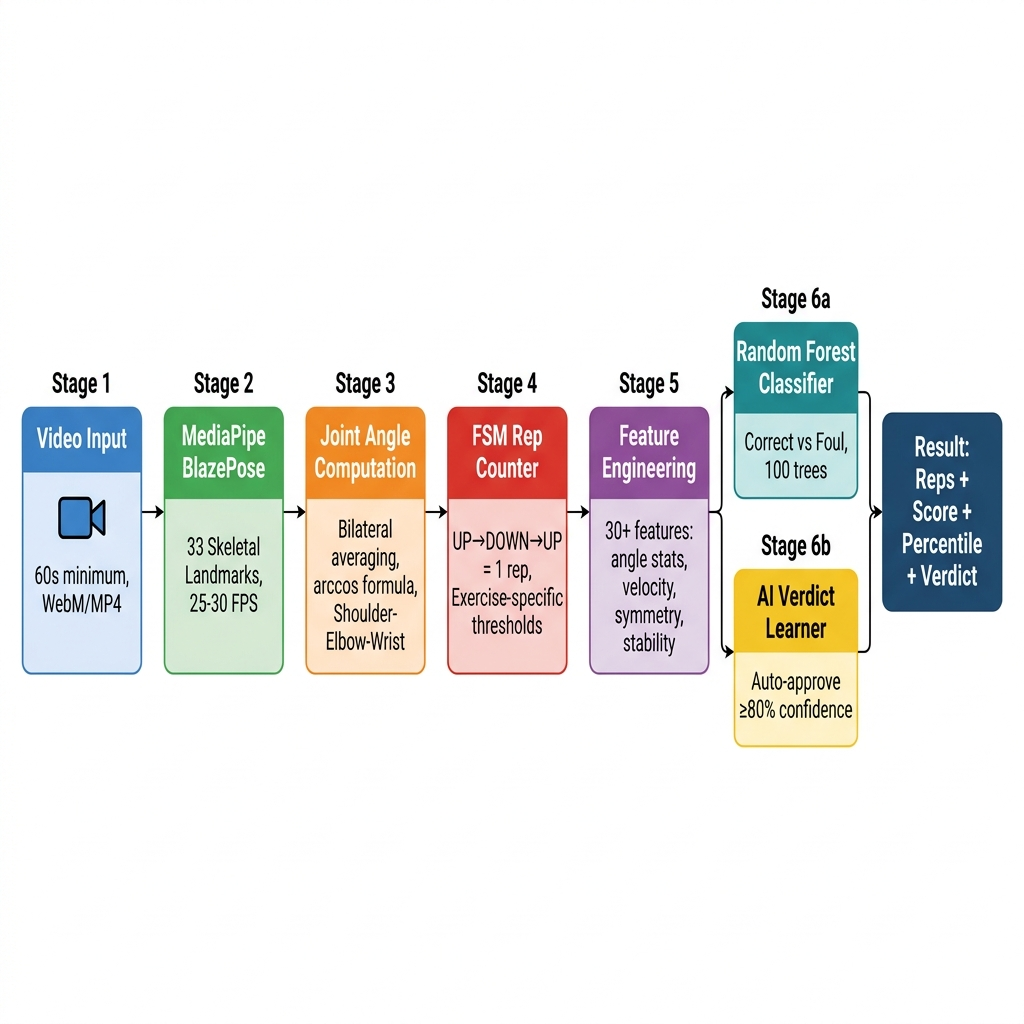 Stage 1
Video Input
60s minimum,
WebM/MP4
Stage 2
MediaPipe
BlazePose
33 Skeletal
Landmarks,
25-30 FPS
Stage 3
Joint Angle
Computation
Bilateral
averaging,
arccos formula,
Shoulder-
Elbow-Wrist
Stage 4
FSM Rep
Counter
UP→DOWN→UP
= 1 rep,
Exercise-specific
thresholds
Stage 5
Feature
Engineering
30+ features:
angle stats,
velocity,
symmetry,
stability
Stage 6a
Random Forest
Classifier
Correct vs Foul,
100 trees
Stage 6b
AI Verdict
Learner
Auto-approve
≥80% confidence
Result:
Reps +
Score +
Percentile
+ Verdict